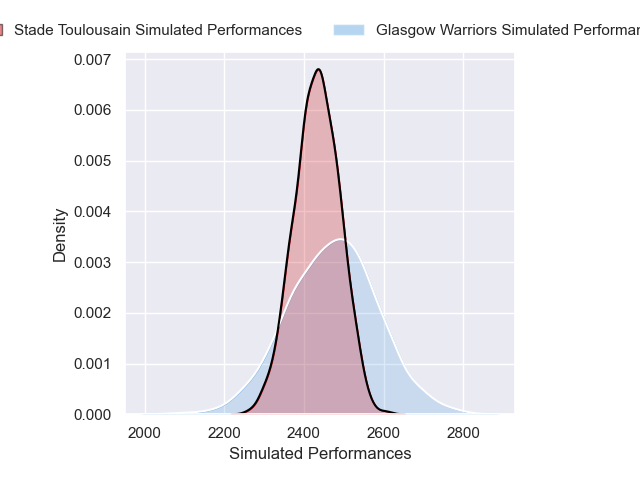 Stade Toulousain Simulated Performances
Glasgow Warriors Simulated
0.007
0.006
0.005
0.004
0.003
0.002
0.001
0.000
Density
2000 2200 2400 2600 2800
Simulated Performances